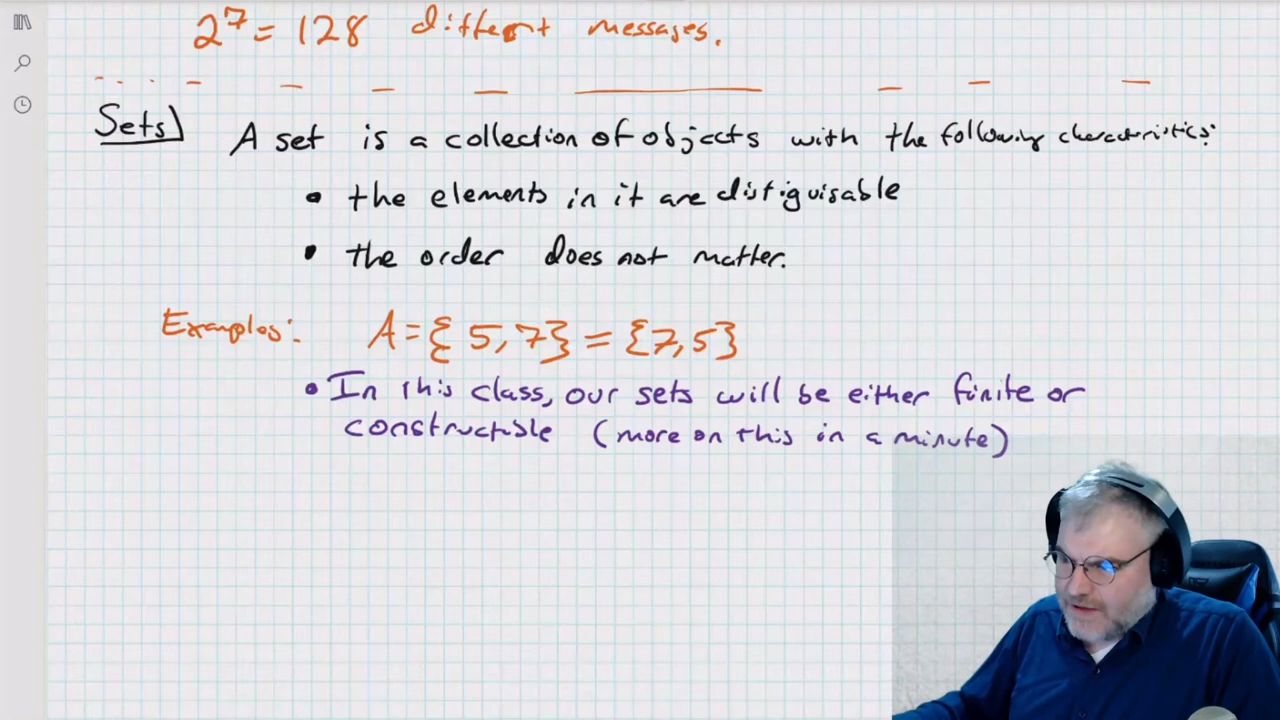 2^7 = 128 different messages.
Sets) A set is a collection of objects with the following characteristics:
• the elements in it are distiguisable
• the order does not matter.
Examples: A = {5, 7} = {7, 5}
• In this class, our sets will be either finite or
constructible (more on this in a minute)